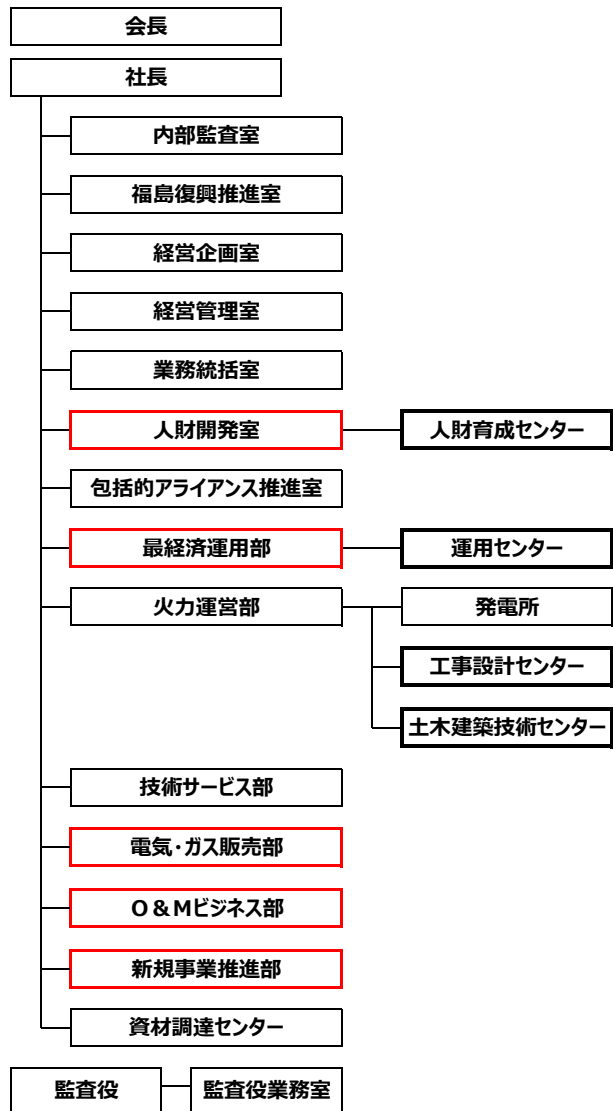 会長
社長
内部監査室
福島復興推進室
経営企画室
経営管理室
業務統括室
人財開発室
人財育成センター
包括的アライアンス推進室
最経済運用部
運用センター
火力運営部
発電所
工事設計センター
土木建築技術センター
技術サービス部
電気・ガス販売部
O&Mビジネス部
新規事業推進部
資材調達センター
監査役
監査役業務室